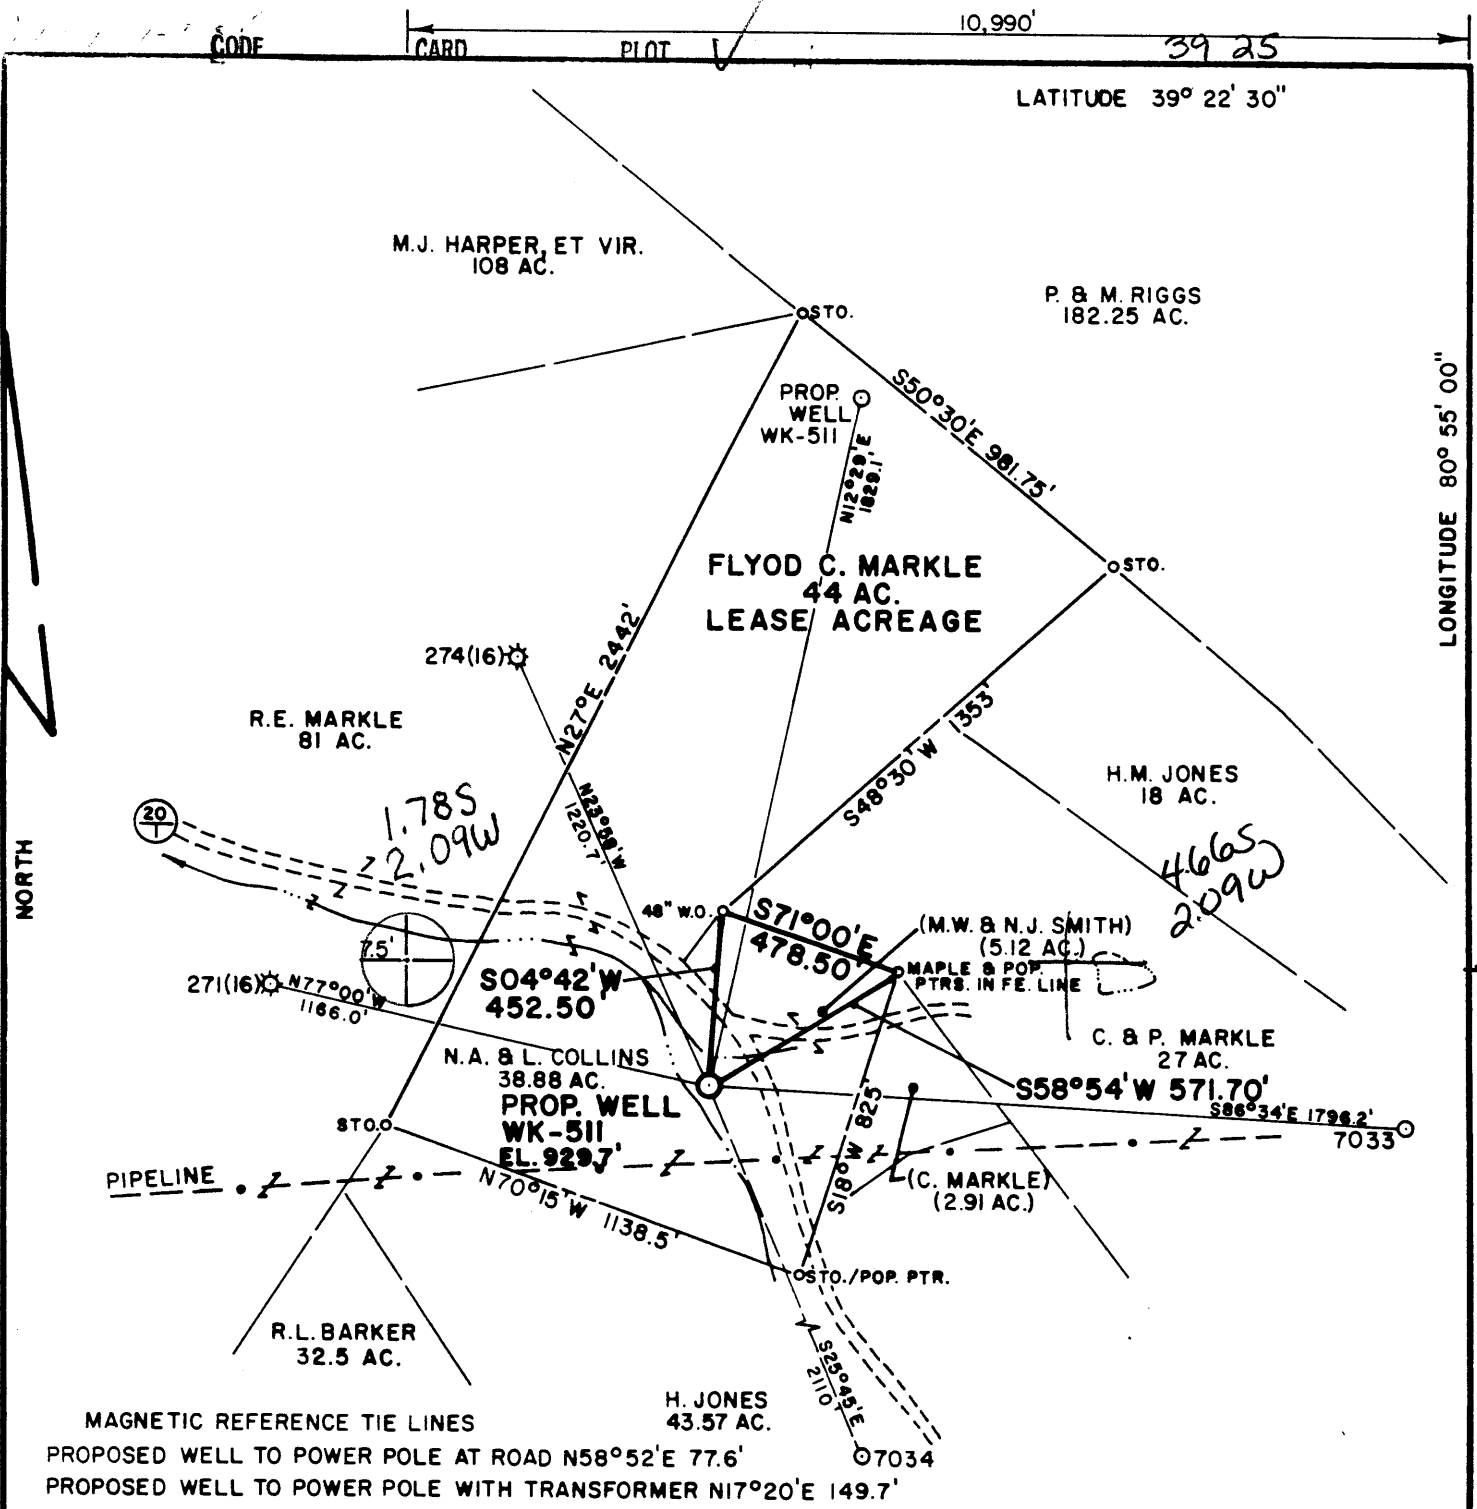 10,990'
CODE CARD PLOT 39 25
LATITUDE 39° 22' 30"
M.J. HARPER, ET VIR.
108 AC.
P. & M. RIGGS
182.25 AC.
STO.
PROP.
WELL
WK-511
S50°30'E 981.75'
N12°29'E
1829.1'
LONGITUDE 80° 55' 00"
FLYOD C. MARKLE
44 AC.
LEASE ACREAGE
STO.
N27°E 2442'
274(16)
R.E. MARKLE
81 AC.
S48°30'W 1353'
H.M. JONES
18 AC.
20
1
1.78S
2.09W
N23°58'W
1220.7'
4.66S
2.09W
NORTH
48" W.O.
S71°00'E
478.50'
(M.W. & N.J. SMITH)
(5.12 AC.)
7.5'
MAPLE & POP.
PTRS. IN FE. LINE
S04°42'W
452.50'
271(16)
N77°00'W
1166.0'
C. & P. MARKLE
27 AC.
N.A. & L. COLLINS
38.88 AC.
S58°54'W 571.70'
PROP. WELL
WK-511
EL. 929.7'
S86°34'E 1796.2'
7033
STO.
S18°W 825'
PIPELINE
N70°15'W 1138.5'
(C. MARKLE)
(2.91 AC.)
STO./POP. PTR.
R.L. BARKER
32.5 AC.
S25°45'E
2110'
H. JONES
43.57 AC.
7034
MAGNETIC REFERENCE TIE LINES
PROPOSED WELL TO POWER POLE AT ROAD N58°52'E 77.6'
PROPOSED WELL TO POWER POLE WITH TRANSFORMER N17°20'E 149.7'